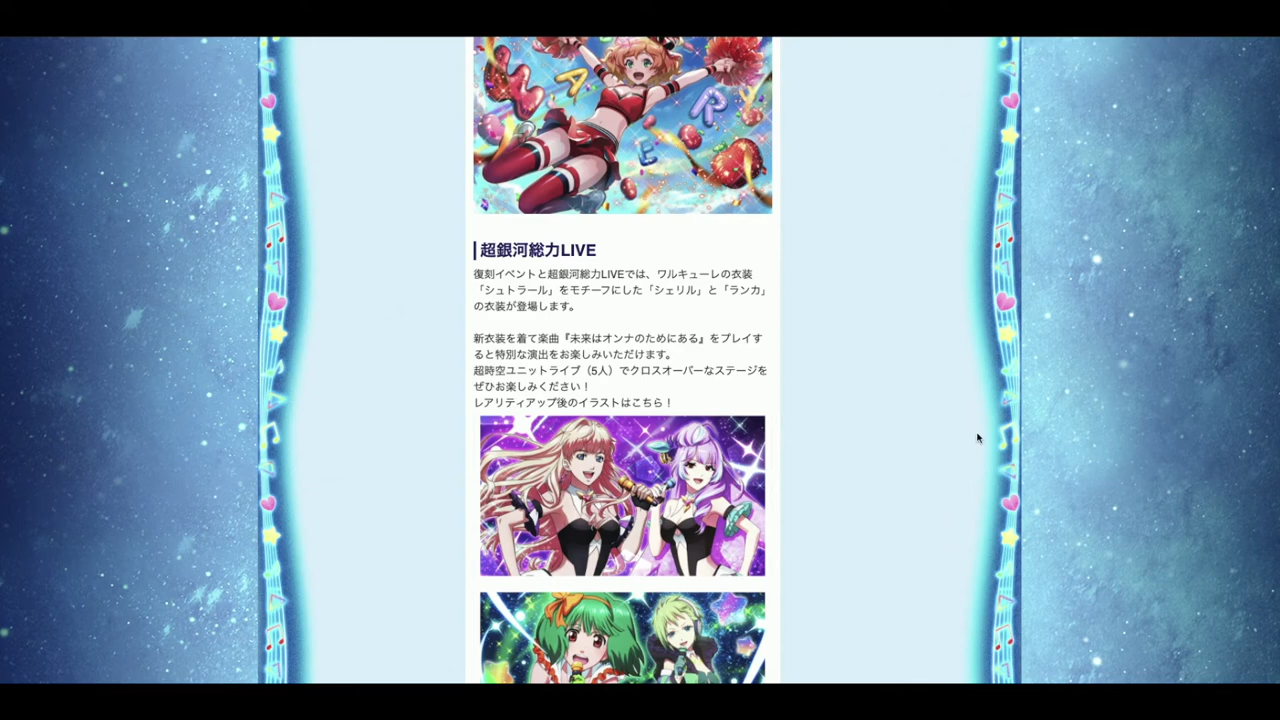 W
A
R
E
超銀河総力LIVE
復刻イベントと超銀河総力LIVEでは、ワルキューレの衣装
「シュトラール」をモチーフにした「シェリル」と「ランカ」
の衣装が登場します。
新衣装を着て楽曲『未来はオンナのためにある』をプレイす
ると特別な演出をお楽しみいただけます。
超時空ユニットライブ（5人）でクロスオーバーなステージを
ぜひお楽しみください！
レアリティアップ後のイラストはこちら！